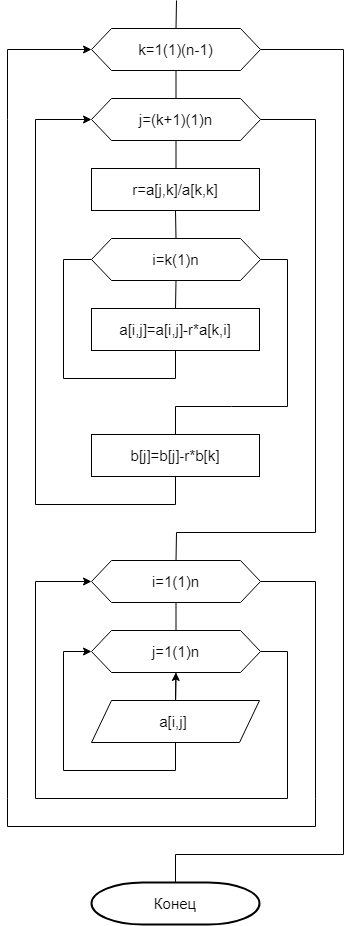 k=1(1)(n-1)
j=(k+1)(1)n
r=a[j,k]/a[k,k]
i=k(1)n
a[i,j]=a[i,j]-r*a[k,i]
b[j]=b[j]-r*b[k]
i=1(1)n
j=1(1)n
a[i,j]
Конец